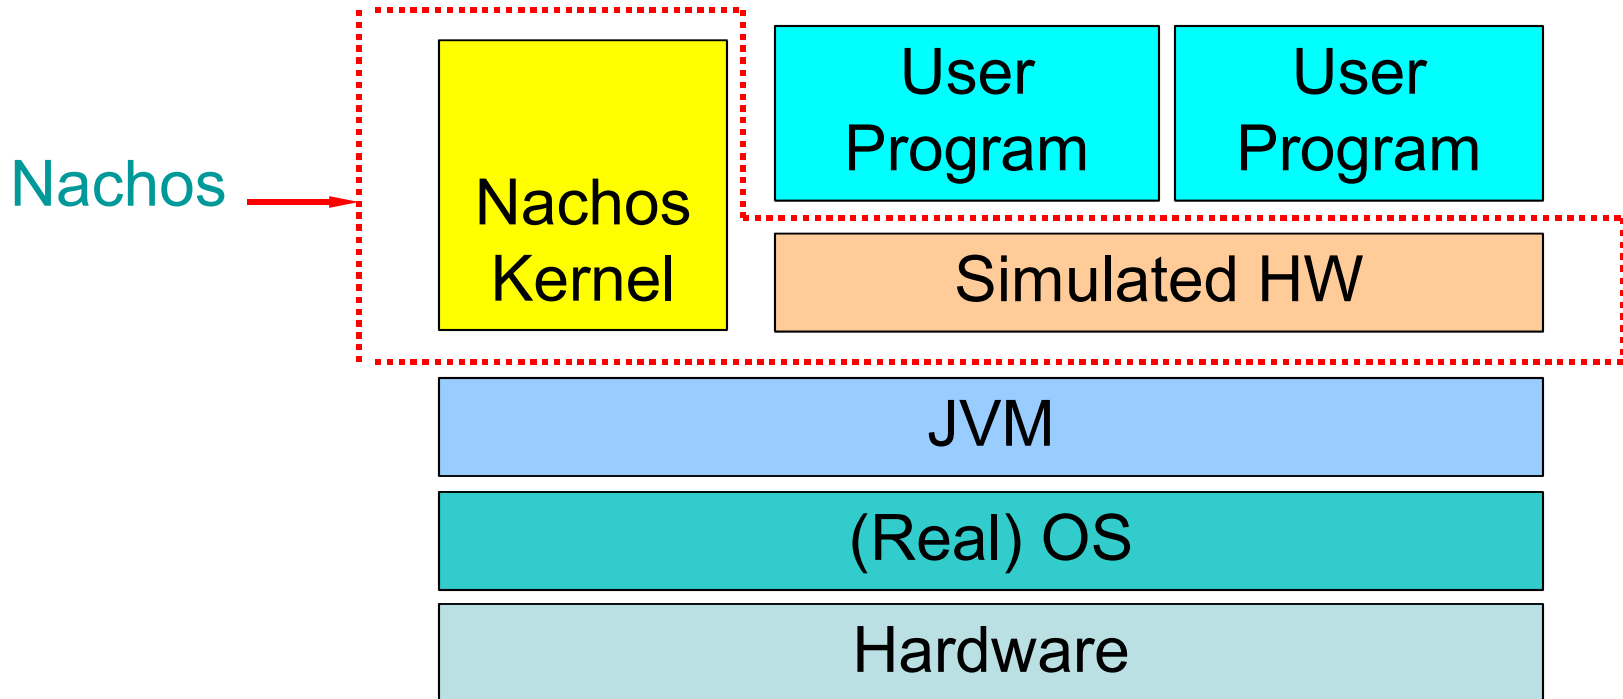 Nachos
Nachos
Kernel
User
Program
User
Program
Simulated HW
JVM
(Real) OS
Hardware